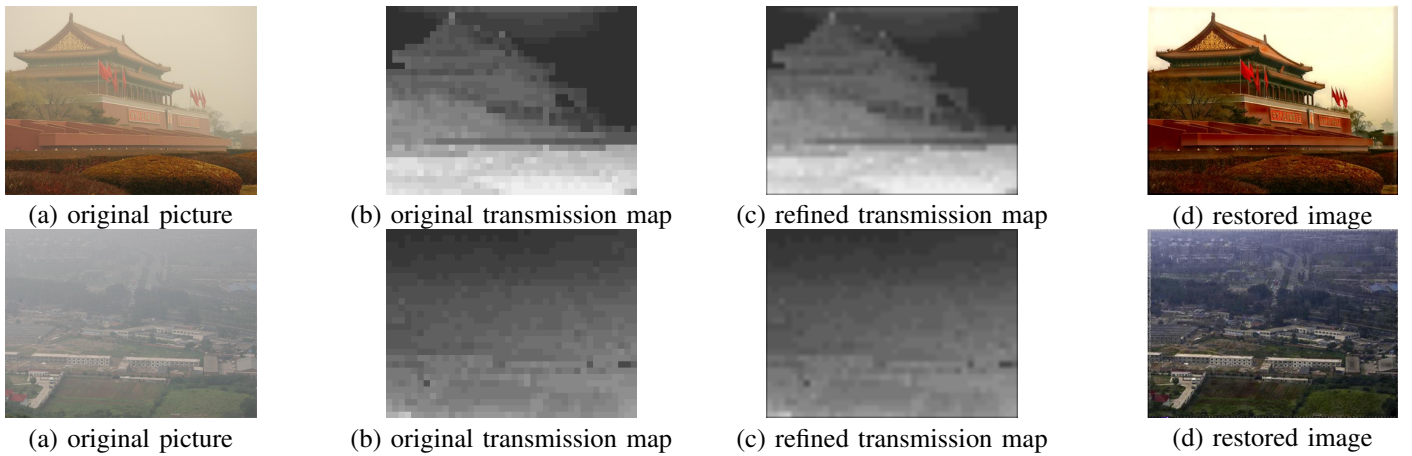 (a) original picture
(b) original transmission map
(c) refined transmission map
(d) restored image
(a) original picture
(b) original transmission map
(c) refined transmission map
(d) restored image